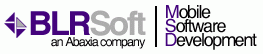 BLRSoft
an Abaxia company
Mobile
Software
Development